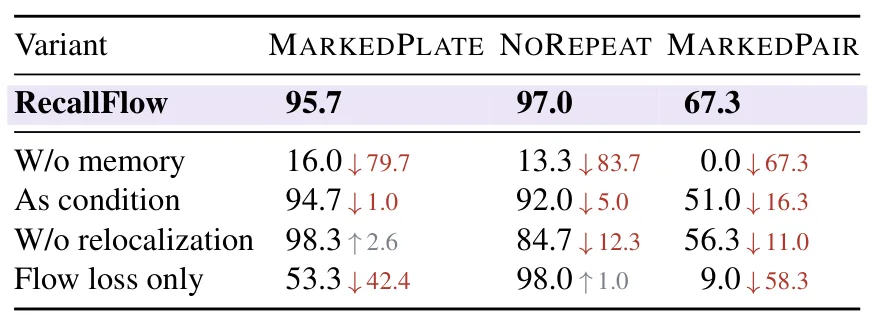 Variant MARKEDPLATE NOREPEAT MARKEDPAIR
RecallFlow 95.7 97.0 67.3
W/o memory 16.0 ↓79.7 13.3 ↓83.7 0.0 ↓67.3
As condition 94.7 ↓1.0 92.0 ↓5.0 51.0 ↓16.3
W/o relocalization 98.3 ↑2.6 84.7 ↓12.3 56.3 ↓11.0
Flow loss only 53.3 ↓42.4 98.0 ↑1.0 9.0 ↓58.3